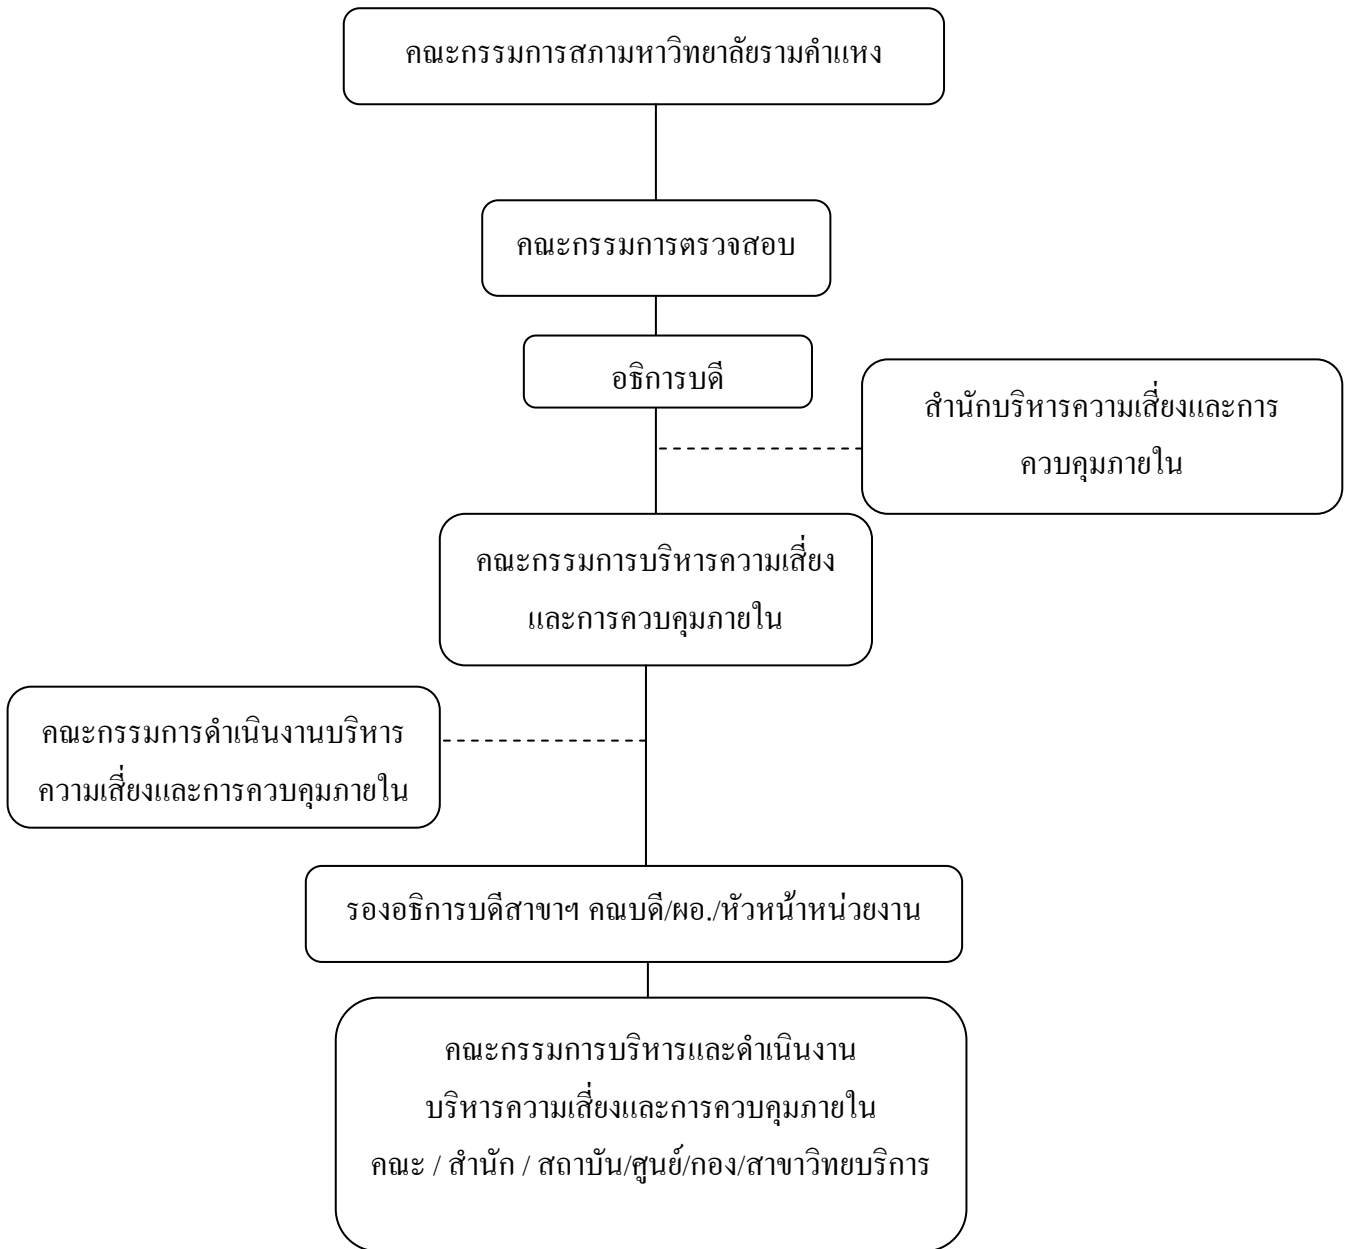 คณะกรรมการสภามหาวิทยาลัยรามคำแหง
คณะกรรมการตรวจสอบ
อธิการบดี
สำนักบริหารความเสี่ยงและการ
ควบคุมภายใน
คณะกรรมการบริหารความเสี่ยง
และการควบคุมภายใน
คณะกรรมการดำเนินงานบริหาร
ความเสี่ยงและการควบคุมภายใน
รองอธิการบดีสาขาฯ คณบดี/ผอ./หัวหน้าหน่วยงาน
คณะกรรมการบริหารและดำเนินงาน
บริหารความเสี่ยงและการควบคุมภายใน
คณะ / สำนัก / สถาบัน/ศูนย์/กอง/สาขาวิทยบริการ